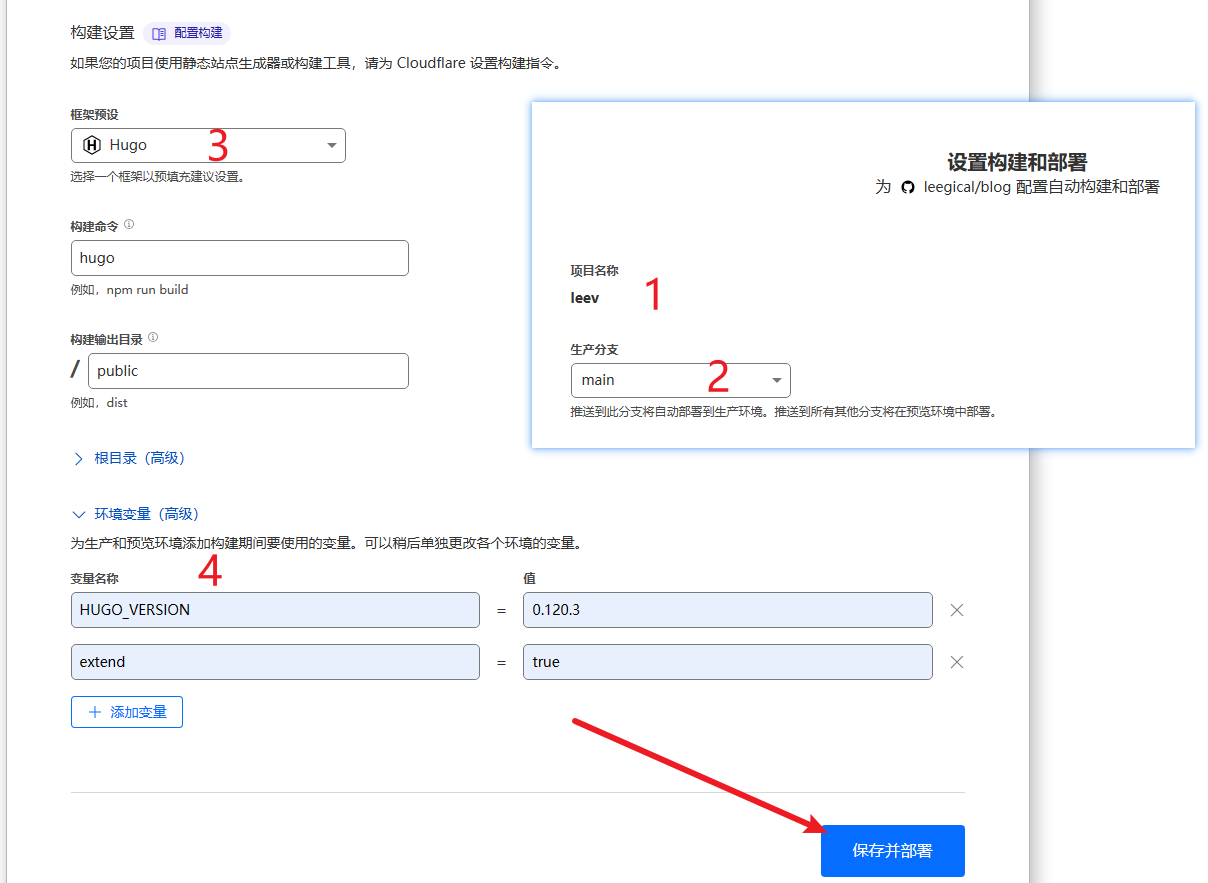 构建设置 配置构建
如果您的项目使用静态站点生成器或构建工具，请为 Cloudflare 设置构建指令。
框架预设
Hugo 3
选择一个框架以预填充建议设置。
构建命令
hugo
例如，npm run build
构建输出目录
/ public
例如，dist
根目录（高级）
设置构建和部署
为 leegical/blog 配置自动构建和部署
项目名称
leev 1
生产分支
main 2
推送到此分支将自动部署到生产环境。推送到所有其他分支将在预览环境中部署。
环境变量（高级）
为生产和预览环境添加构建期间要使用的变量。可以稍后单独更改各个环境的变量。
4
变量名称 值
HUGO_VERSION = 0.120.3
extend = true
+ 添加变量
保存并部署